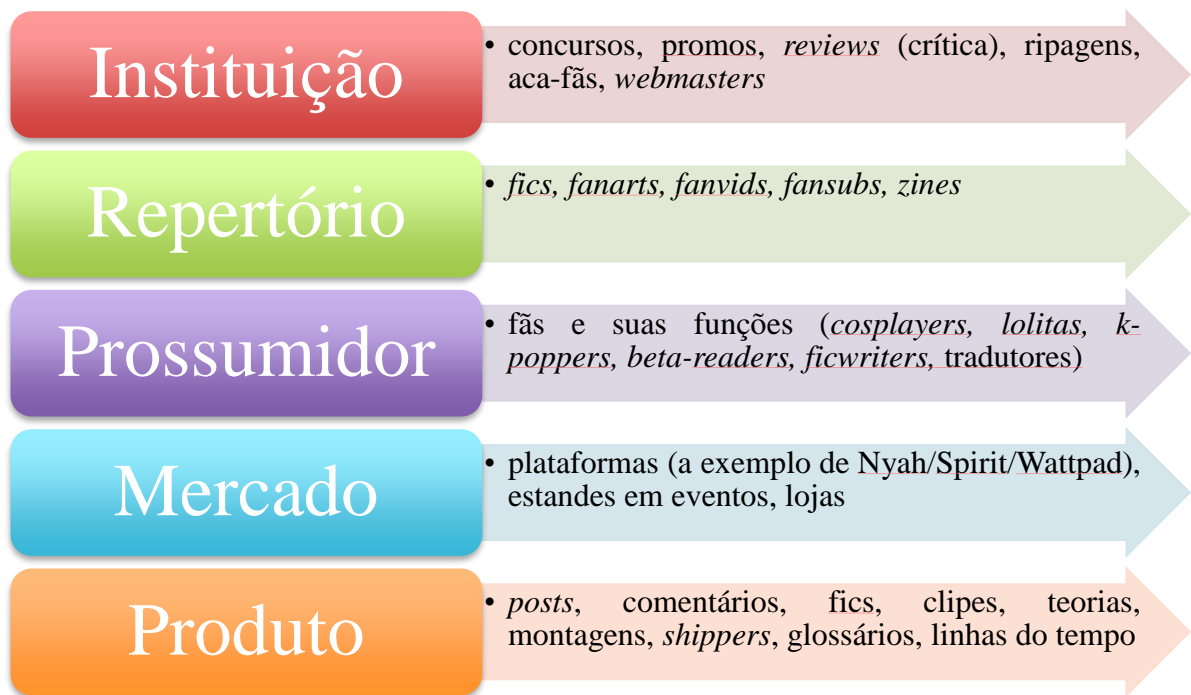 Instituição
• concursos, promos, reviews (crítica), ripagens,
aca-fãs, webmasters
Repertório
• fics, fanarts, fanvids, fansubs, zines
Prossumidor
• fãs e suas funções (cosplayers, lolitas, k-
poppers, beta-readers, ficwriters, tradutores)
Mercado
• plataformas (a exemplo de Nyah/Spirit/Wattpad),
estandes em eventos, lojas
Produto
• posts, comentários, fics, clipes, teorias,
montagens, shippers, glossários, linhas do tempo